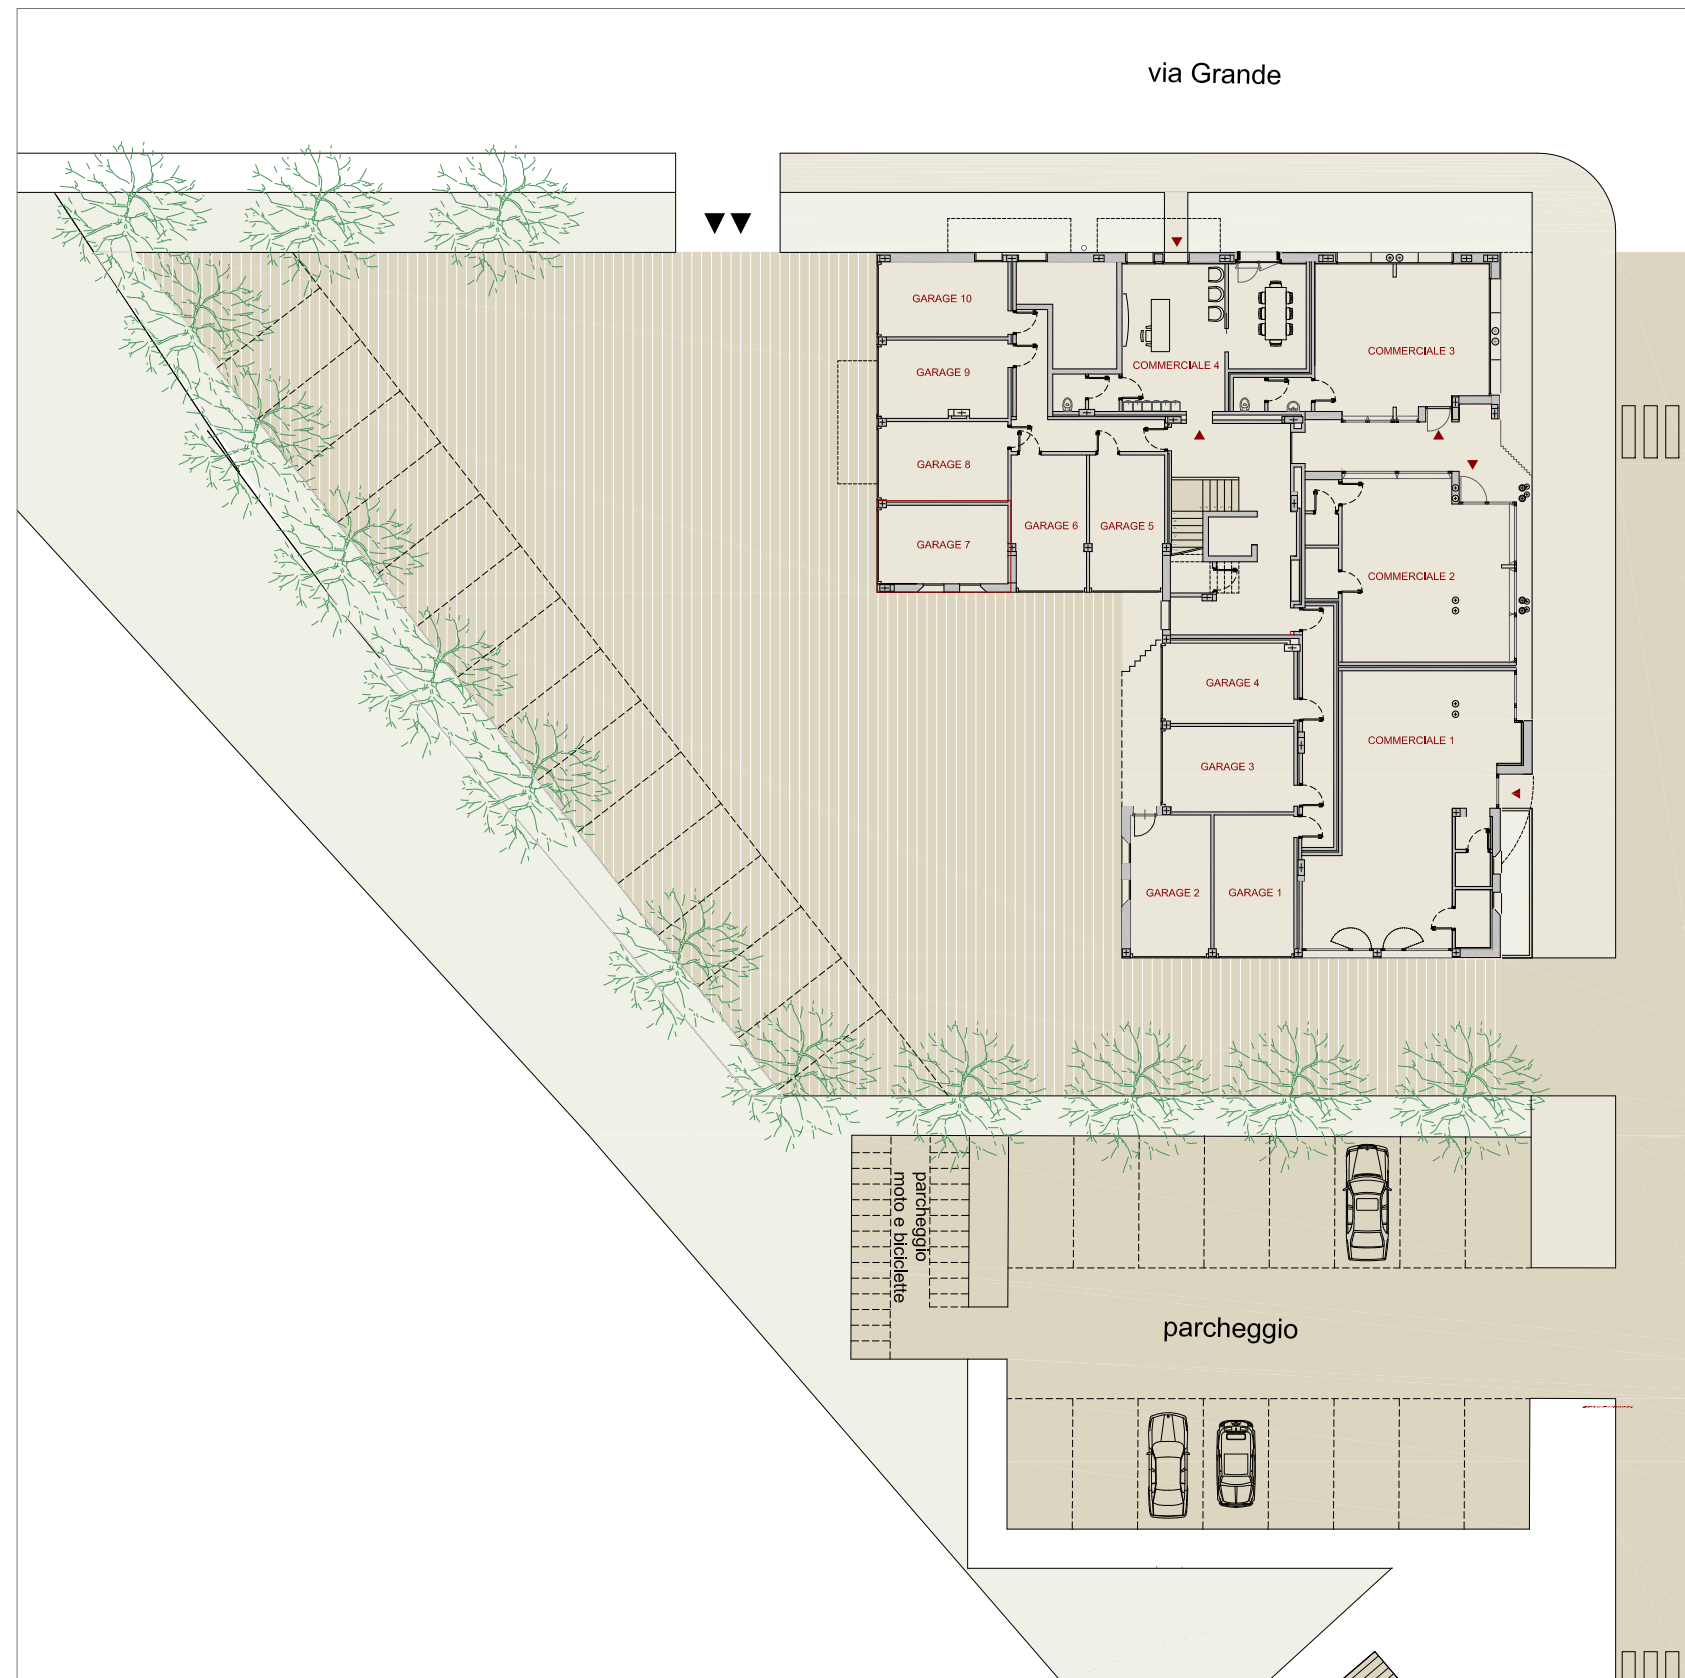 via Grande
GARAGE 10
COMMERCIALE 3
COMMERCIALE 4
GARAGE 9
GARAGE 8
GARAGE 6
GARAGE 5
GARAGE 7
COMMERCIALE 2
GARAGE 4
COMMERCIALE 1
GARAGE 3
GARAGE 2
GARAGE 1
parcheggio
moto e biciclette
parcheggio